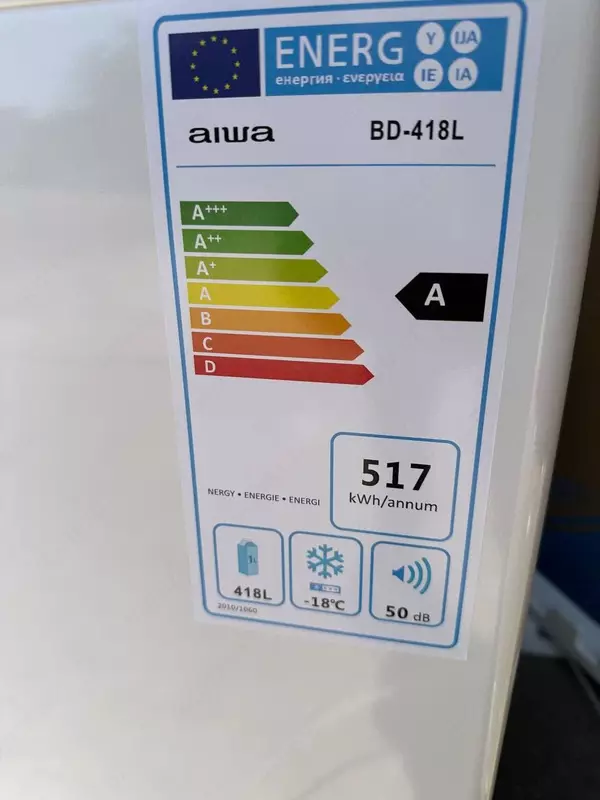 ENERG Y IJA
енергия · ενεργεια IE IA
aiwa BD-418L
A+++
A++
A+
A
A
B
C
D
517
kWh/annum
NERGY • ENERGIE • ENERGI
1L
418L
-18℃
50 dB
2010/1060